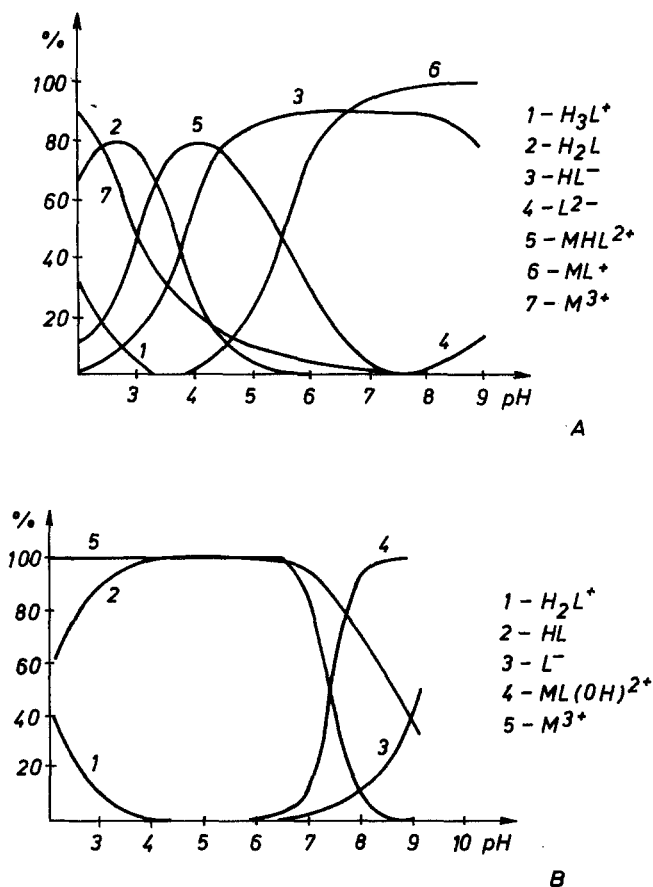 %
100
80
60
40
20
2
5
3
6
7
1
4
3 4 5 6 7 8 9 pH
1 - H₃L⁺
2 - H₂L
3 - HL⁻
4 - L²⁻
5 - MHL²⁺
6 - ML⁺
7 - M³⁺
A
%
100
80
60
40
20
5
2
4
1
3
3 4 5 6 7 8 9 10 pH
1 - H₂L⁺
2 - HL
3 - L⁻
4 - ML(OH)²⁺
5 - M³⁺
B